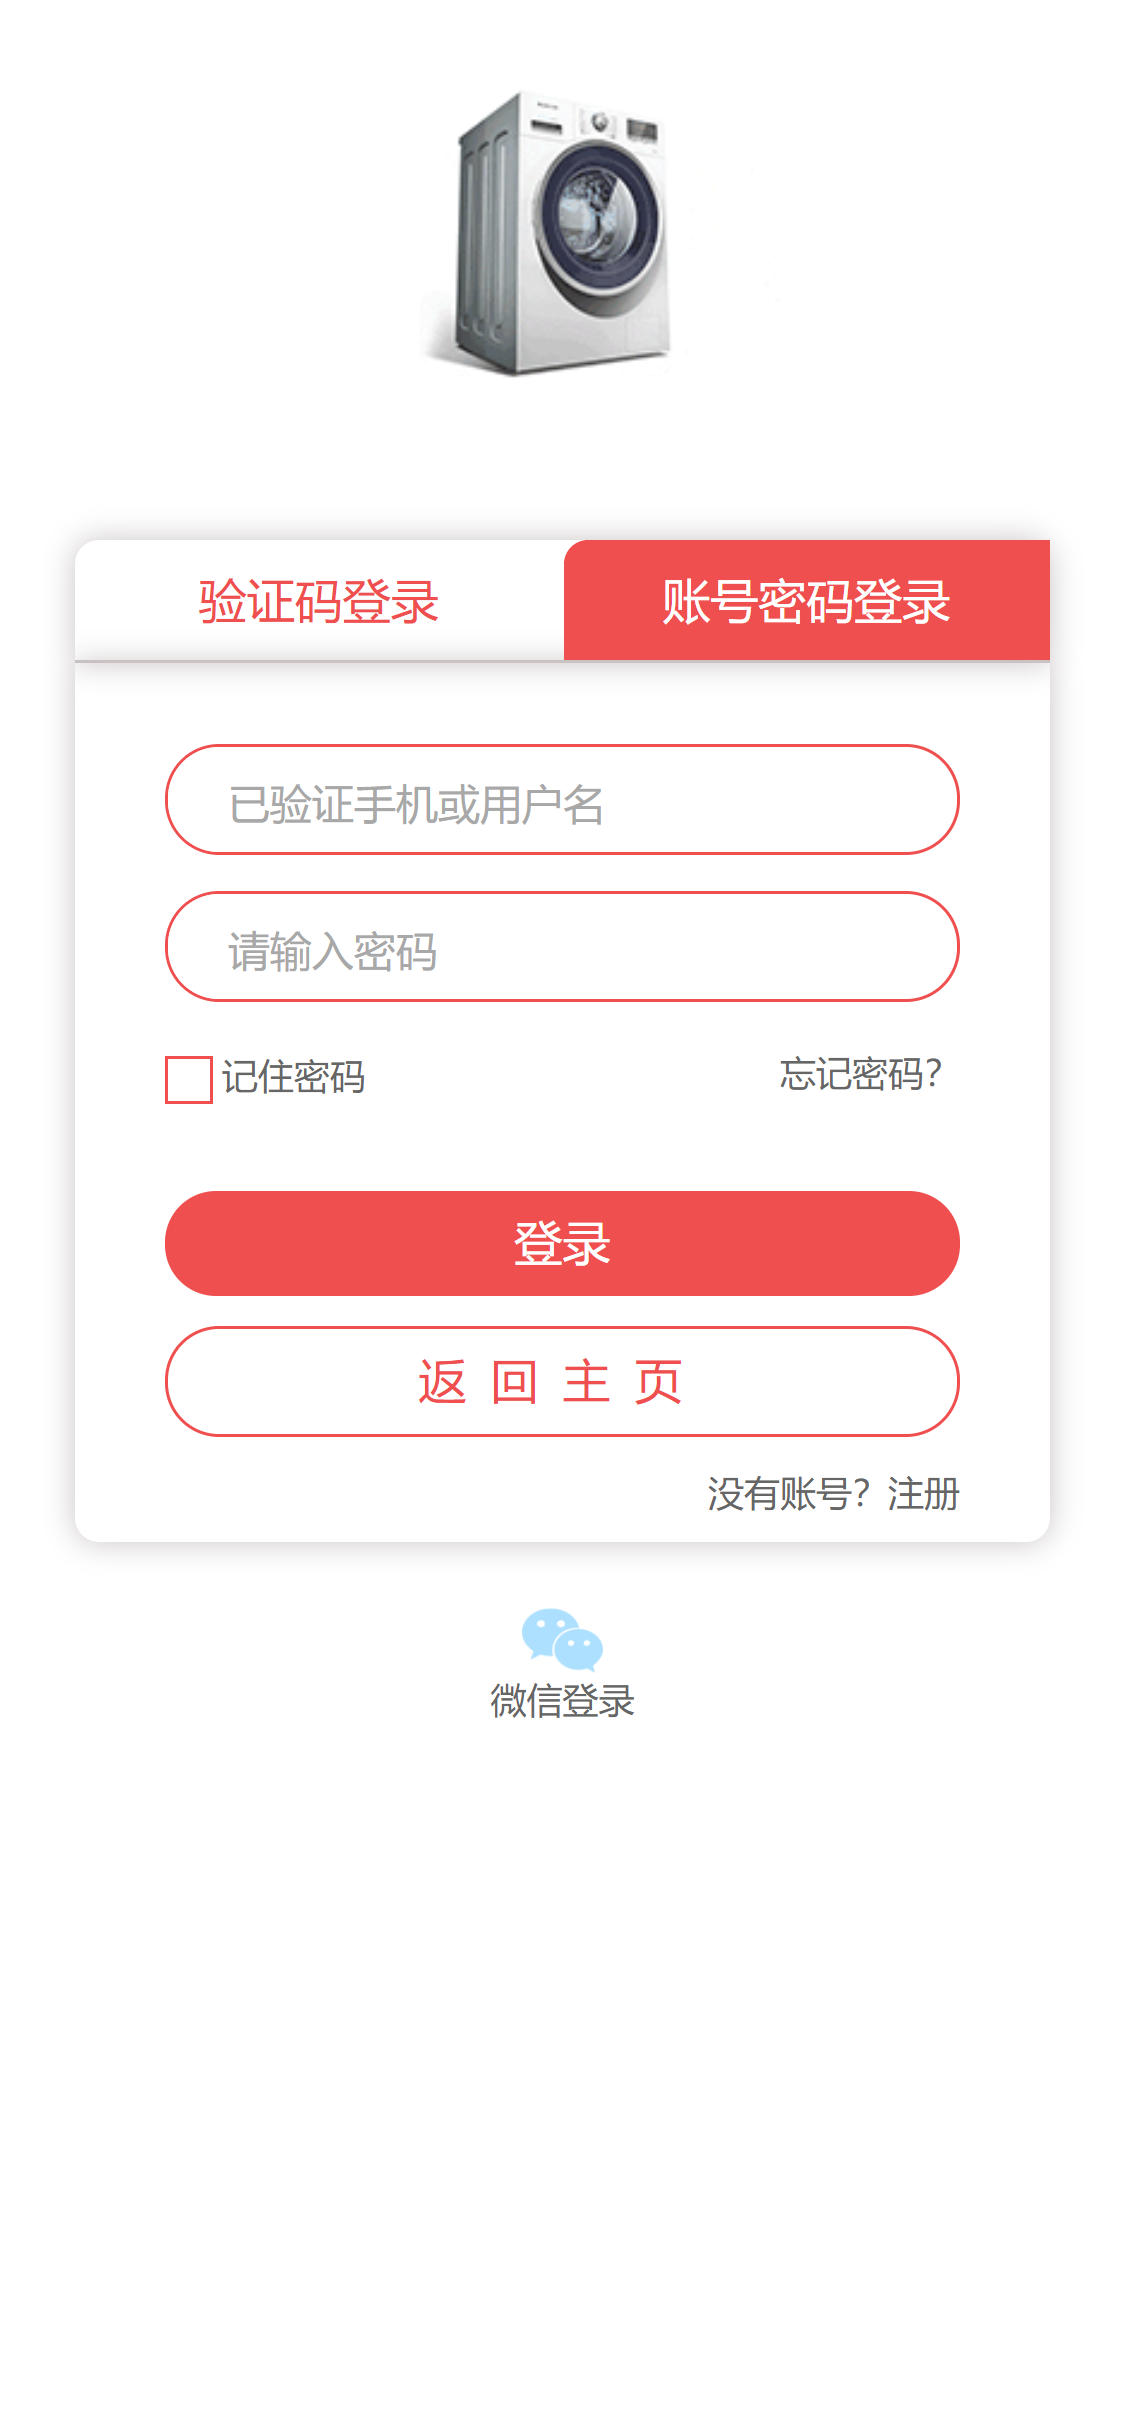 验证码登录 账号密码登录
已验证手机或用户名
请输入密码
记住密码 忘记密码？
登录
返 回 主 页
没有账号？注册
微信登录